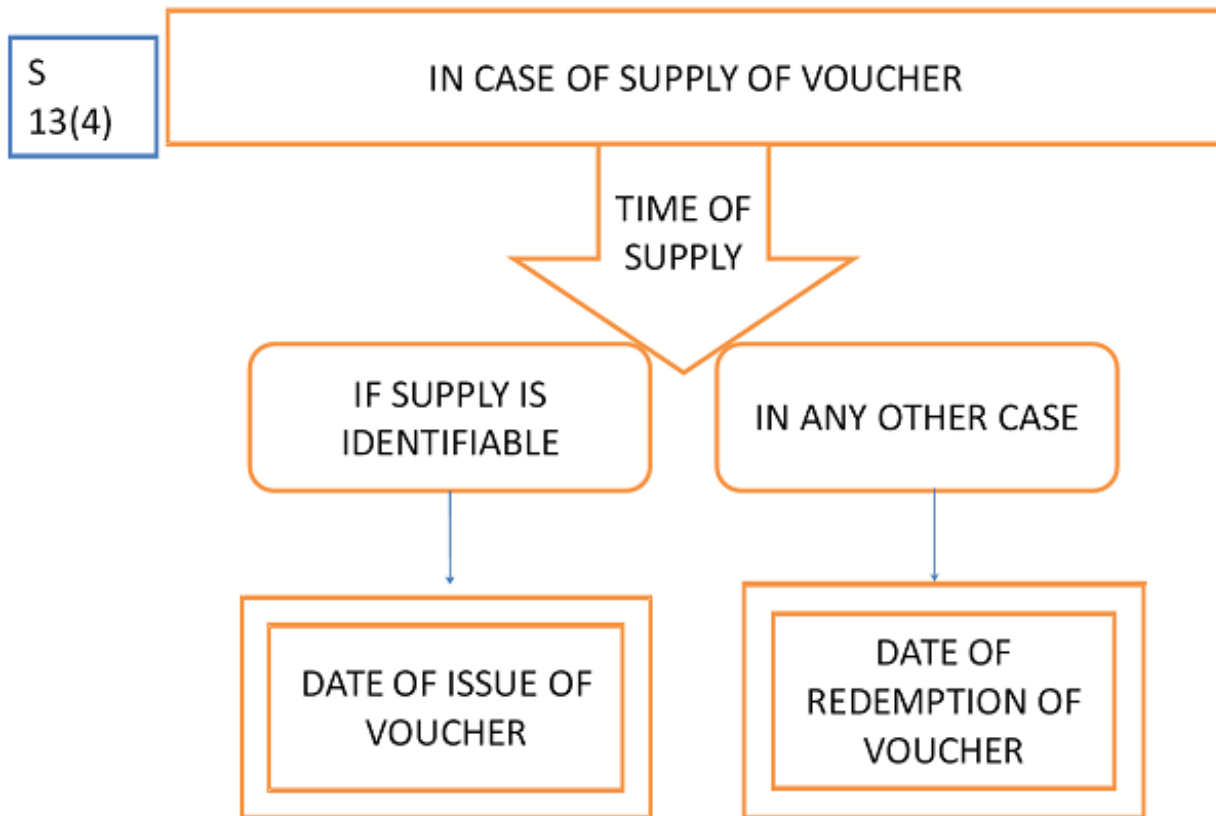 S
13(4)
IN CASE OF SUPPLY OF VOUCHER
TIME OF
SUPPLY
IF SUPPLY IS
IDENTIFIABLE
IN ANY OTHER CASE
DATE OF ISSUE OF
VOUCHER
DATE OF
REDEMPTION OF
VOUCHER